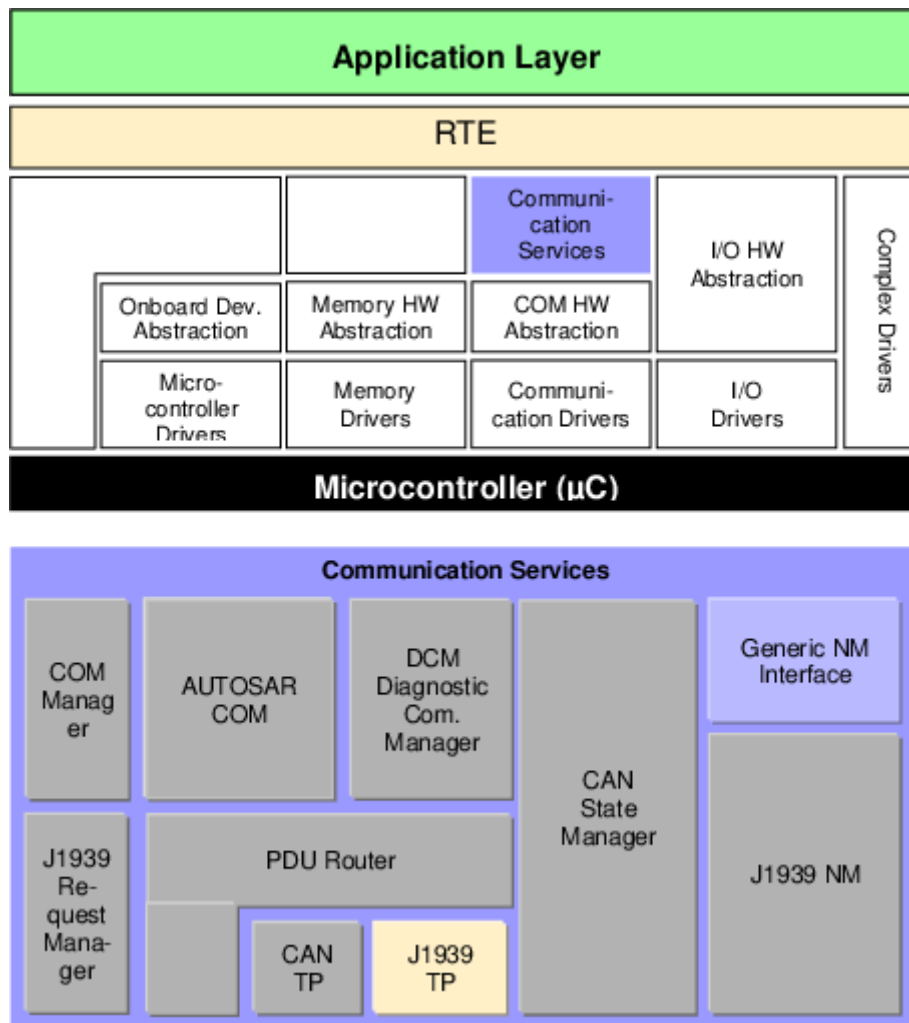 Application Layer
RTE
Communi-
cation
Services
I/O HW
Abstraction
Complex Drivers
Onboard Dev.
Abstraction
Memory HW
Abstraction
COM HW
Abstraction
Micro-
controller
Drivers
Memory
Drivers
Communi-
cation Drivers
I/O
Drivers
Microcontroller (µC)
Communication Services
COM
Manag
er
AUTOSAR
COM
DCM
Diagnostic
Com.
Manager
CAN
State
Manager
Generic NM
Interface
J1939
Re-
quest
Mana-
ger
PDU Router
CAN
TP
J1939
TP
J1939 NM